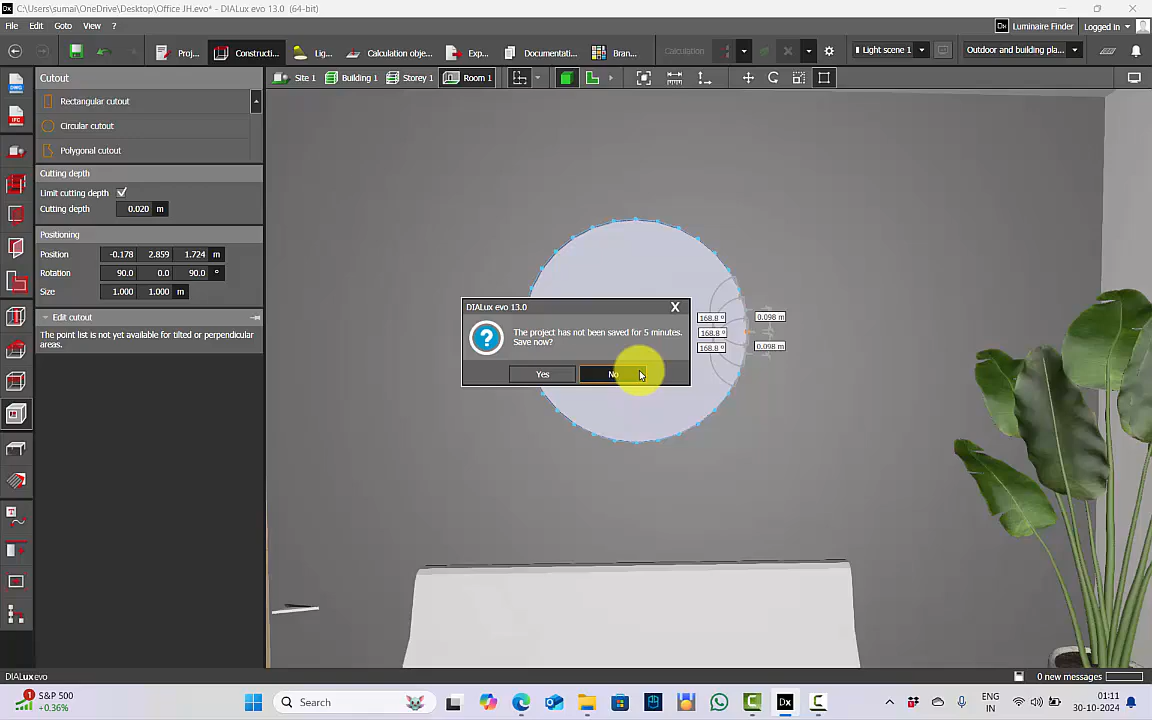 C:\Users\sumai\OneDrive\Desktop\Office JH.evo* - DIALux evo 13.0 (64-bit)
File Edit Goto View ?
Luminaire Finder
Logged in
Proj...
Constructi...
Lig...
Calculation obje...
Exp...
Documentati...
Bran...
Calculation
Light scene 1
Outdoor and building pla...
Cutout
Site 1
Building 1
Storey 1
Room 1
Rectangular cutout
Circular cutout
Polygonal cutout
Cutting depth
Limit cutting depth
Cutting depth 0.020 m
Positioning
Position -0.178 2.859 1.724 m
Rotation 90.0 0.0 90.0 °
Size 1.000 1.000 m
Edit cutout
The point list is not yet available for tilted or perpendicular
areas.
DIALux evo 13.0 X
The project has not been saved for 5 minutes.
Save now?
Yes No
168.8 °
168.8 °
168.8 °
0.098 m
0.098 m
DWG
IFC
DIALux evo
0 new messages
1
S&P 500
+0.36%
Search
Dx
ENG
IN
01:11
30-10-2024